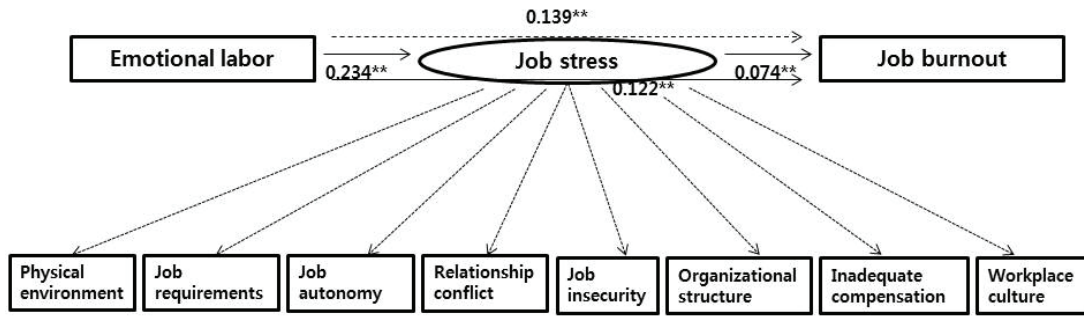 0.139**
Emotional labor
Job stress
Job burnout
0.234**
0.074**
0.122**
Physical
environment
Job
requirements
Job
autonomy
Relationship
conflict
Job
insecurity
Organizational
structure
Inadequate
compensation
Workplace
culture